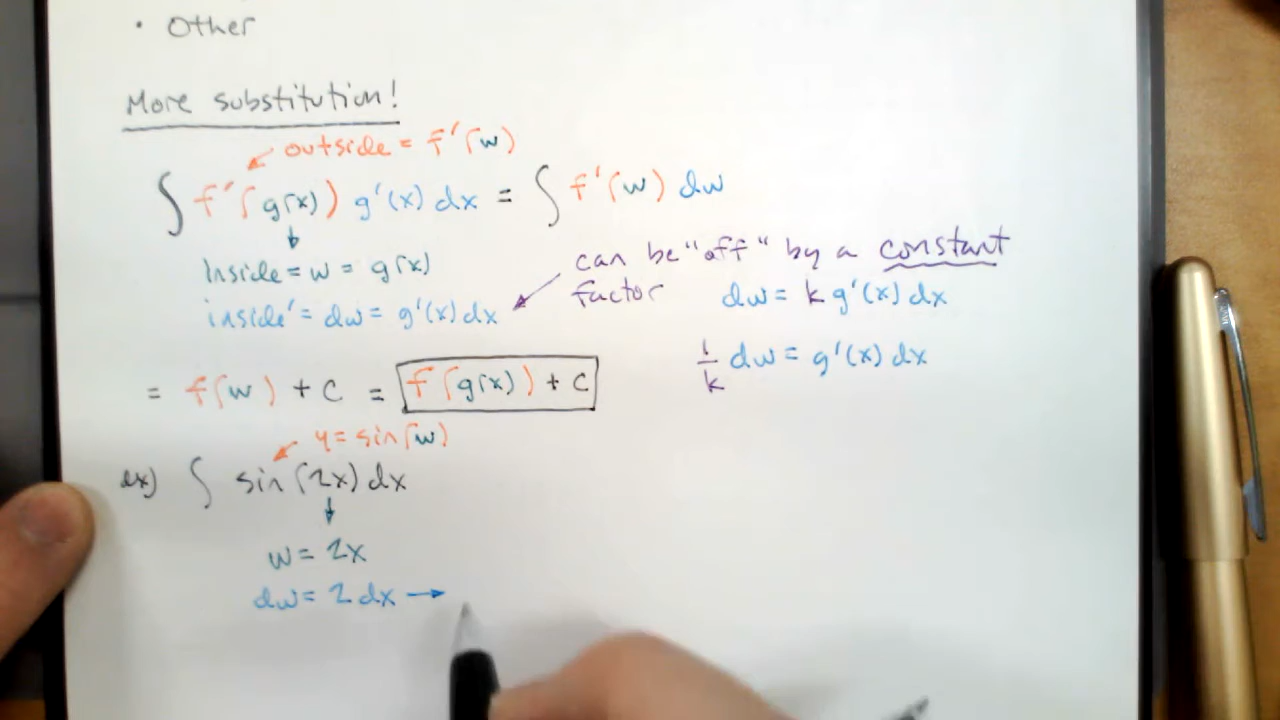 • Other
More substitution!
outside = f'(w)
∫ f'(g(x)) g'(x) dx = ∫ f'(w) dw
Inside = w = g(x)
inside' = dw = g'(x) dx
can be "off" by a constant
factor
dw = k g'(x) dx
1/k dw = g'(x) dx
= f(w) + C = f(g(x)) + C
y = sin(w)
ex) ∫ sin(2x) dx
w = 2x
dw = 2 dx →